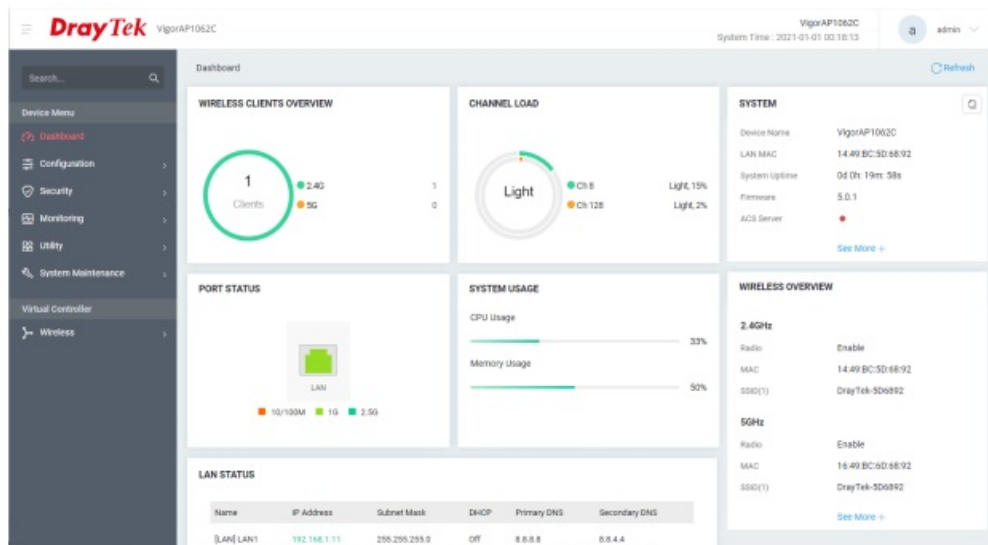 DrayTek VigorAP1062C
VigorAP1062C
System Time : 2021-01-01 00:18:13
a admin
Search...
Dashboard
Refresh
Device Menu
Dashboard
Configuration
Security
Monitoring
Utility
System Maintenance
Virtual Controller
Wireless
WIRELESS CLIENTS OVERVIEW
1
Clients
2.4G 1
5G 0
CHANNEL LOAD
Light
Ch 8 Light, 15%
Ch 128 Light, 2%
SYSTEM
Device Name VigorAP1062C
LAN MAC 14:49:BC:5D:68:92
System Uptime 0d 0h: 19m: 58s
Firmware 5.0.1
ACS Server
See More +
PORT STATUS
LAN
10/100M 1G 2.5G
SYSTEM USAGE
CPU Usage
33%
Memory Usage
50%
WIRELESS OVERVIEW
2.4GHz
Radio Enable
MAC 14:49:BC:5D:68:92
SSID(1) DrayTek-5D6892
5GHz
Radio Enable
MAC 16:49:BC:6D:68:92
SSID(1) DrayTek-5D6892
See More +
LAN STATUS
Name IP Address Subnet Mask DHCP Primary DNS Secondary DNS
[LAN] LAN1 192.168.1.11 255.255.255.0 Off 8.8.8.8 8.8.4.4